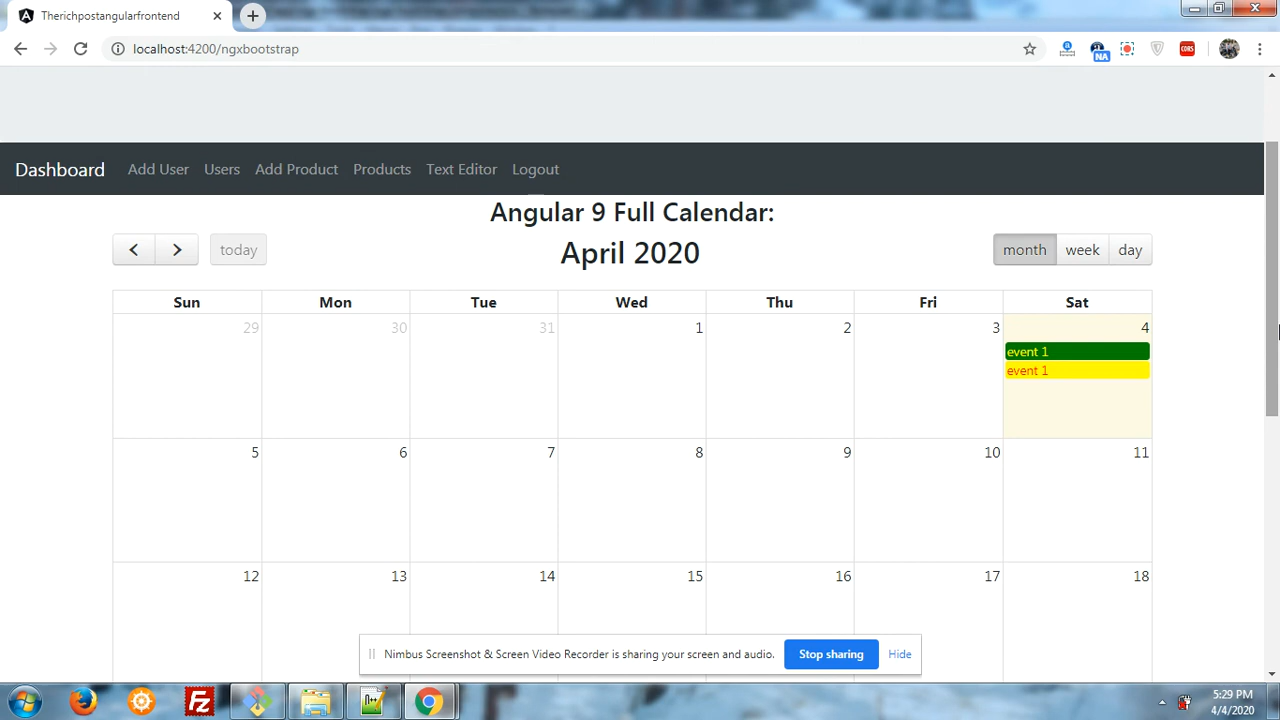 Therichpostangularfrontend
localhost:4200/ngxbootstrap
NA
CORS
Dashboard Add User Users Add Product Products Text Editor Logout
Angular 9 Full Calendar:
today April 2020 month week day
Sun Mon Tue Wed Thu Fri Sat
29 30 31 1 2 3 4
event 1
event 1
5 6 7 8 9 10 11
12 13 14 15 16 17 18
Nimbus Screenshot & Screen Video Recorder is sharing your screen and audio. Stop sharing Hide
5:29 PM
4/4/2020